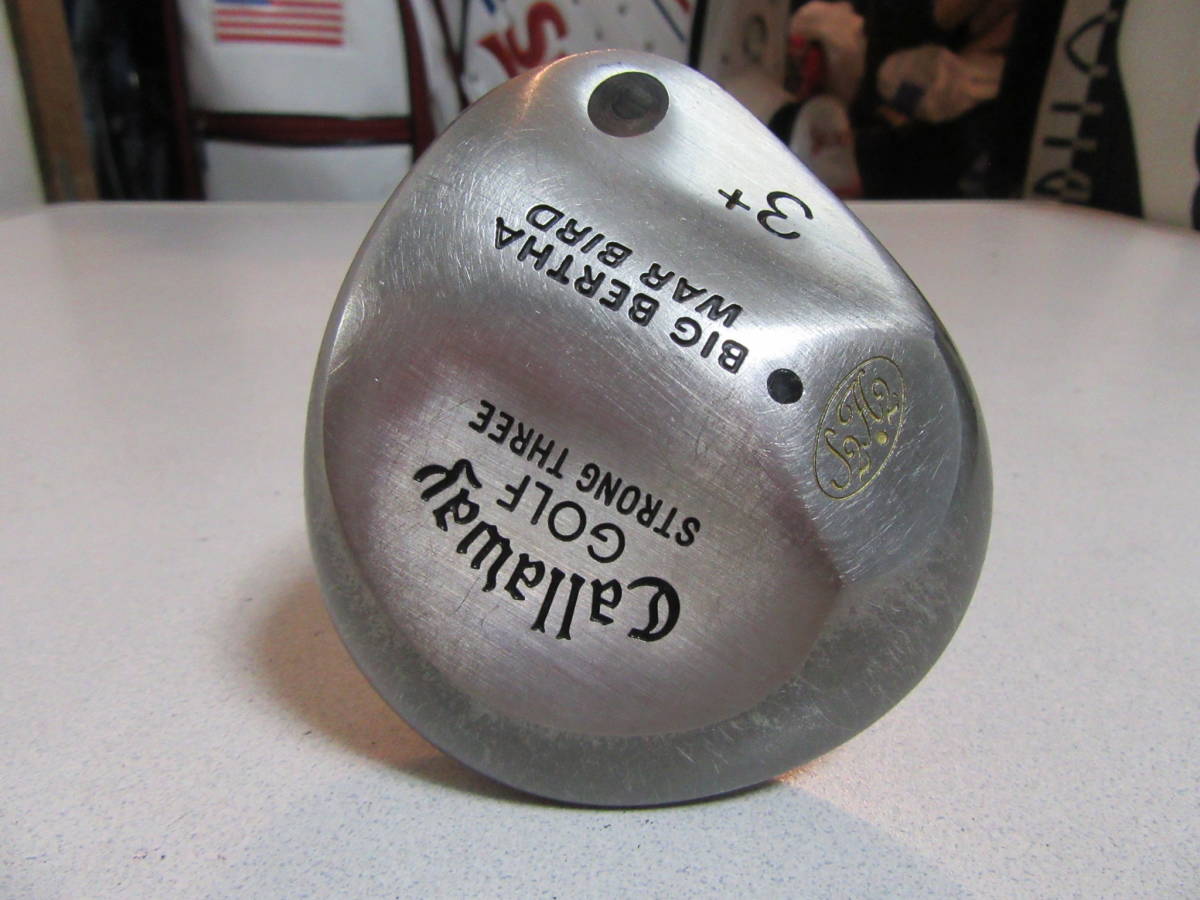 Callaway
GOLF
STRONG THREE
BIG BERTHA
WAR BIRD
3+